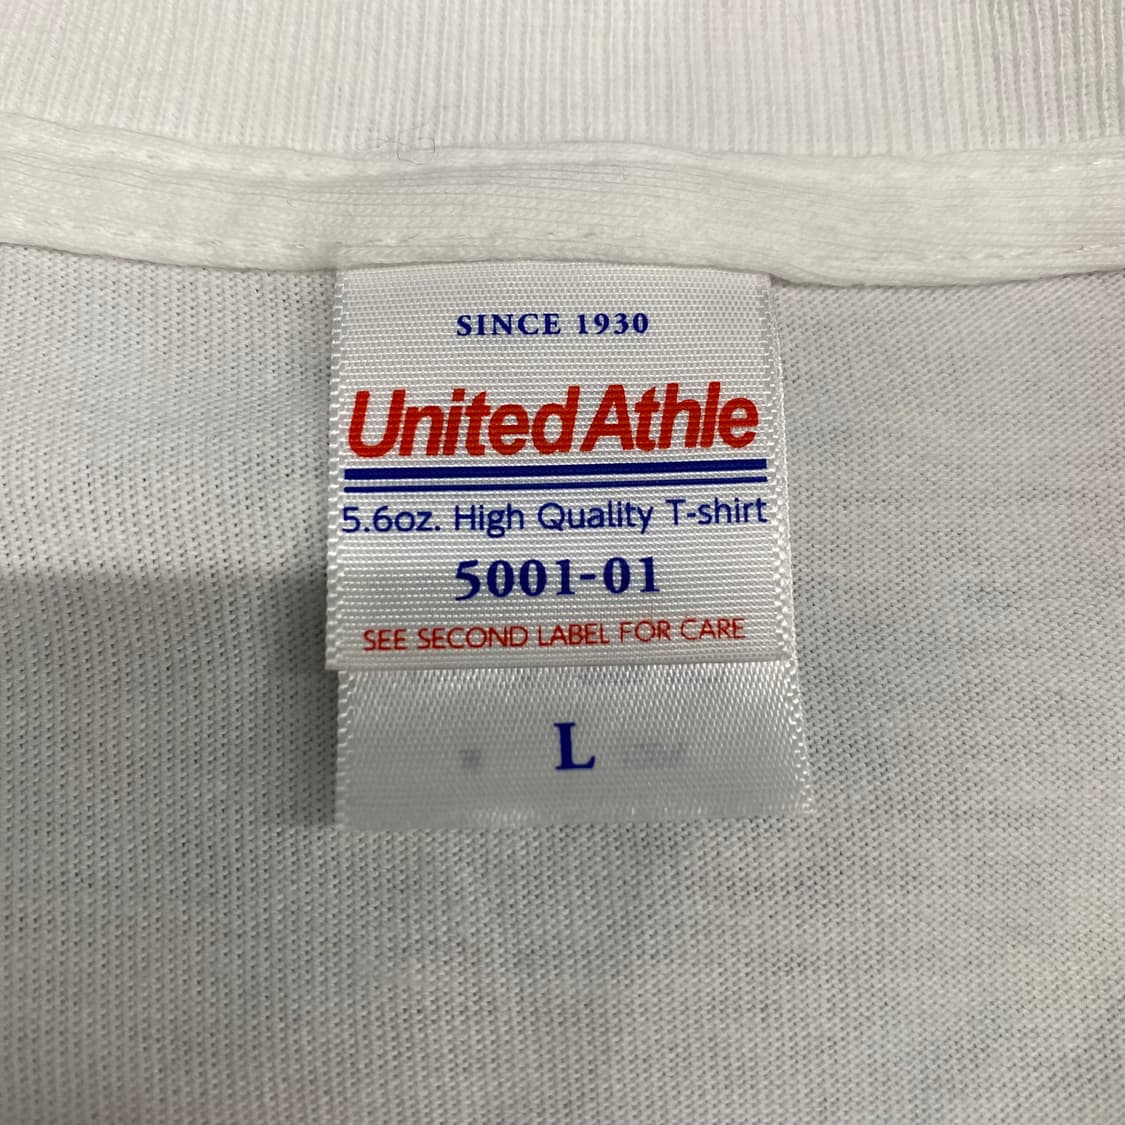 SINCE 1930
United Athle
5.6oz. High Quality T-shirt
5001-01
SEE SECOND LABEL FOR CARE
L